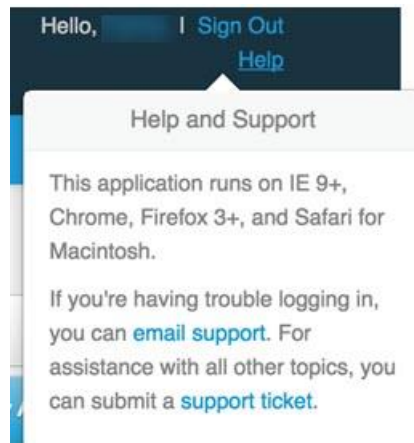 Hello, | Sign Out
Help
Help and Support
This application runs on IE 9+,
Chrome, Firefox 3+, and Safari for
Macintosh.
If you're having trouble logging in,
you can email support. For
assistance with all other topics, you
can submit a support ticket.